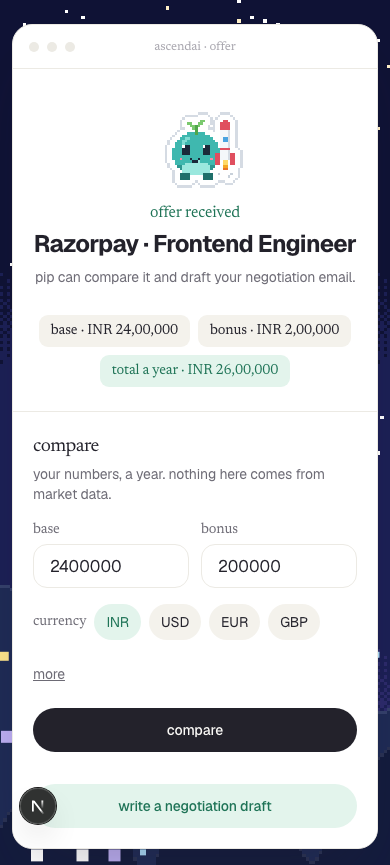 ascendai · offer
offer received
Razorpay · Frontend Engineer
pip can compare it and draft your negotiation email.
base · INR 24,00,000
bonus · INR 2,00,000
total a year · INR 26,00,000
compare
your numbers, a year. nothing here comes from
market data.
base
bonus
2400000
200000
currency
INR
USD
EUR
GBP
more
compare
N
write a negotiation draft